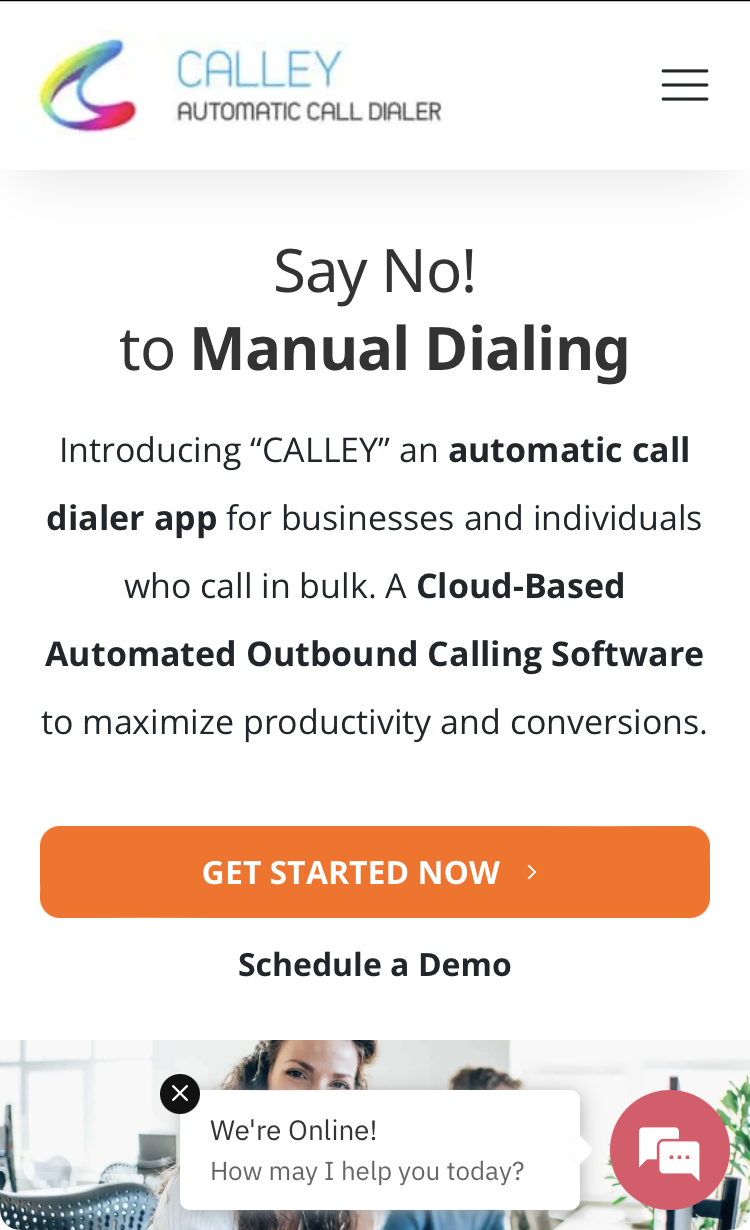 CALLEY
AUTOMATIC CALL DIALER
Say No!
to Manual Dialing
Introducing “CALLEY” an automatic call
dialer app for businesses and individuals
who call in bulk. A Cloud-Based
Automated Outbound Calling Software
to maximize productivity and conversions.
GET STARTED NOW
Schedule a Demo
We're Online!
How may I help you today?